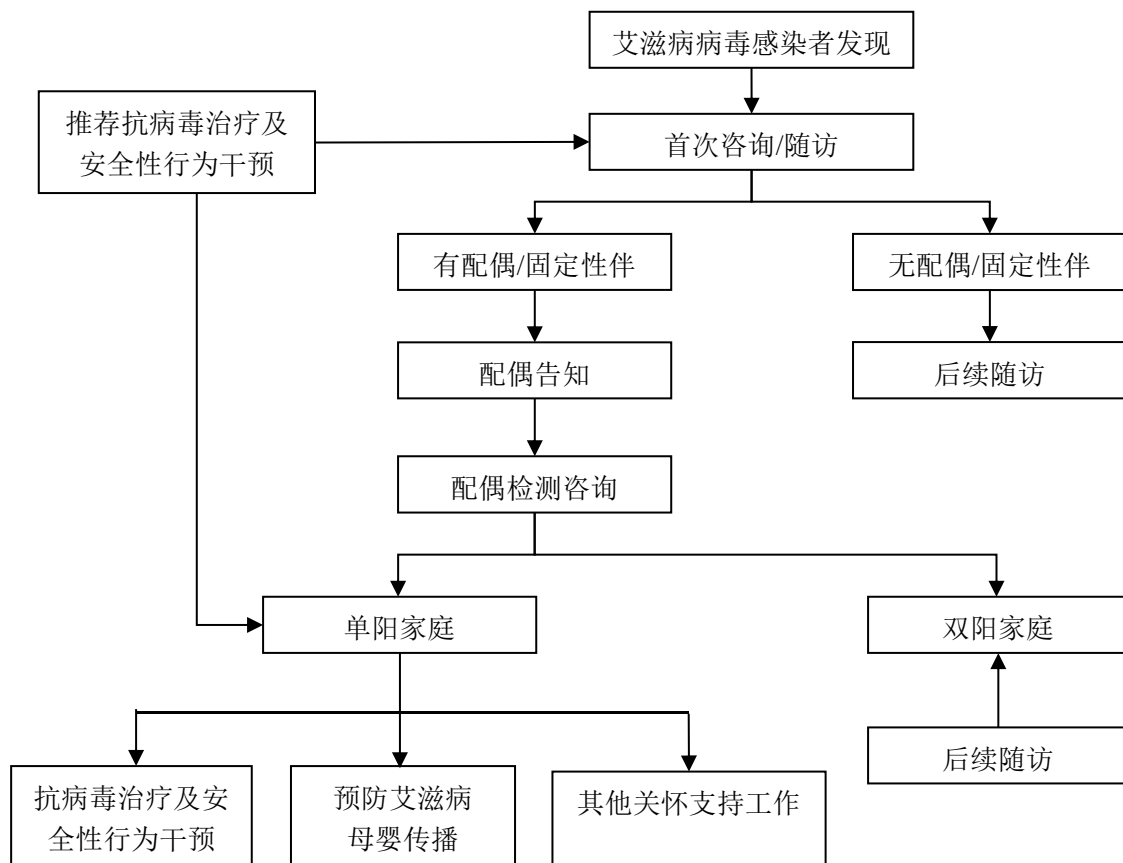 艾滋病病毒感染者发现
推荐抗病毒治疗及
安全性行为干预
首次咨询/随访
有配偶/固定性伴
无配偶/固定性伴
配偶告知
后续随访
配偶检测咨询
单阳家庭
双阳家庭
后续随访
抗病毒治疗及安
全性行为干预
预防艾滋病
母婴传播
其他关怀支持工作